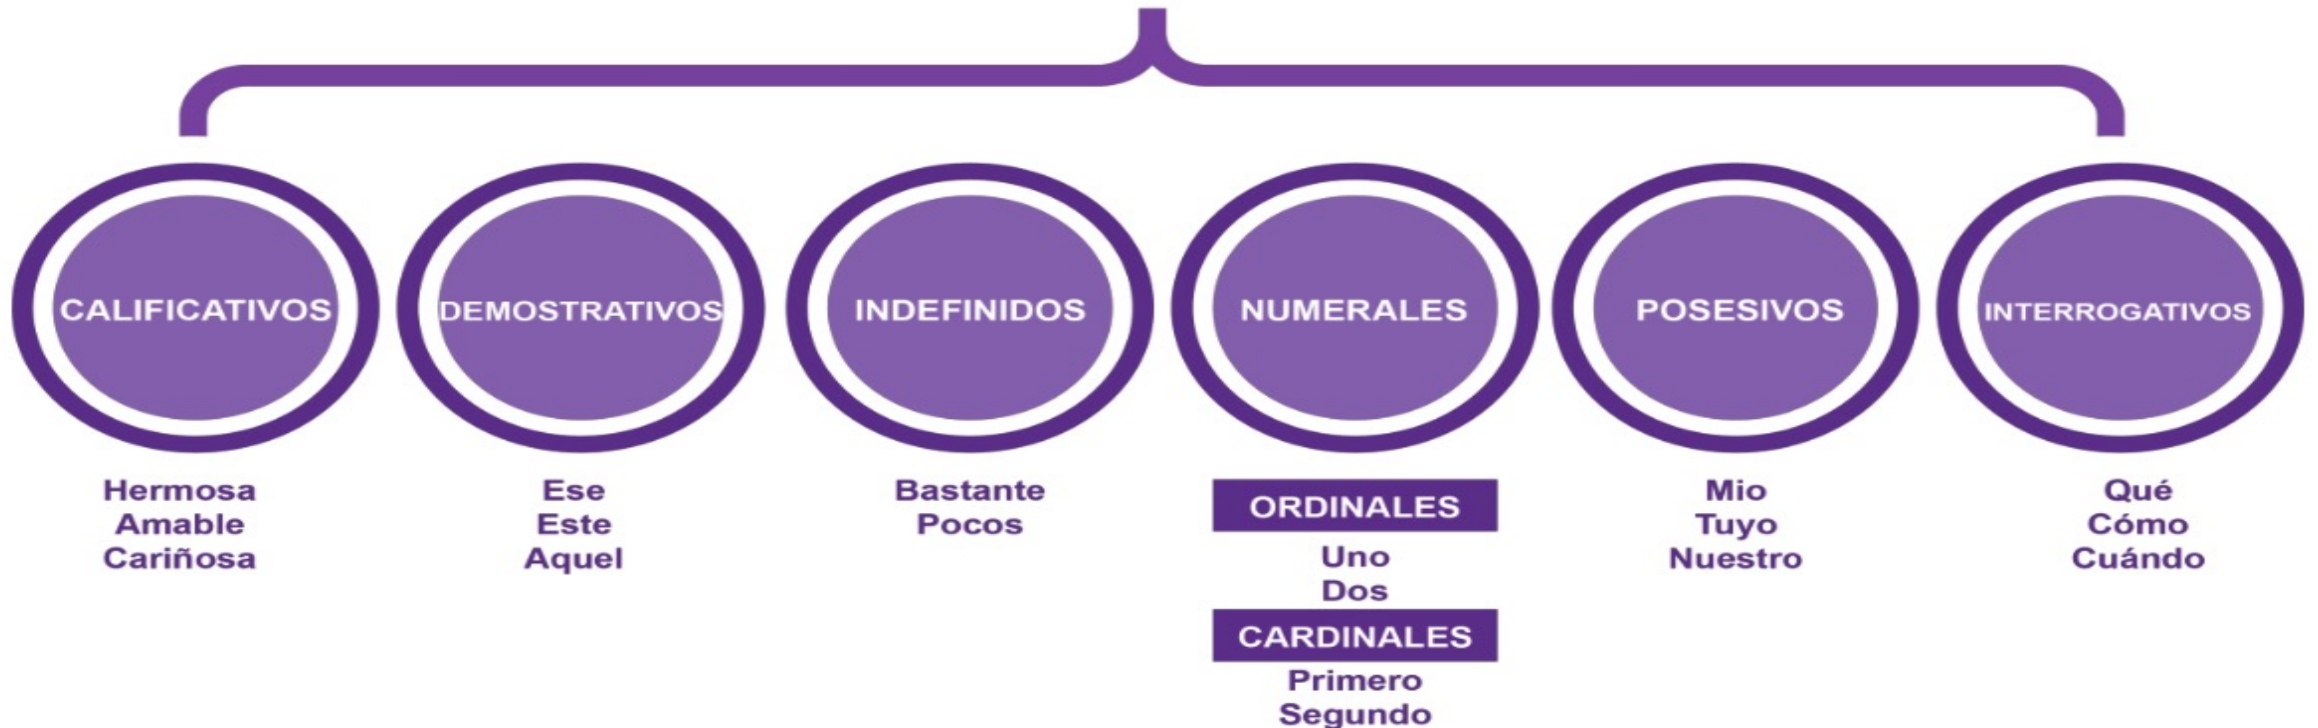 CALIFICATIVOS
Hermosa
Amable
Cariñosa
DEMOSTRATIVOS
Ese
Este
Aquel
INDEFINIDOS
Bastante
Pocos
NUMERALES
ORDINALES
Uno
Dos
CARDINALES
Primero
Segundo
POSESIVOS
Mio
Tuyo
Nuestro
INTERROGATIVOS
Qué
Cómo
Cuándo